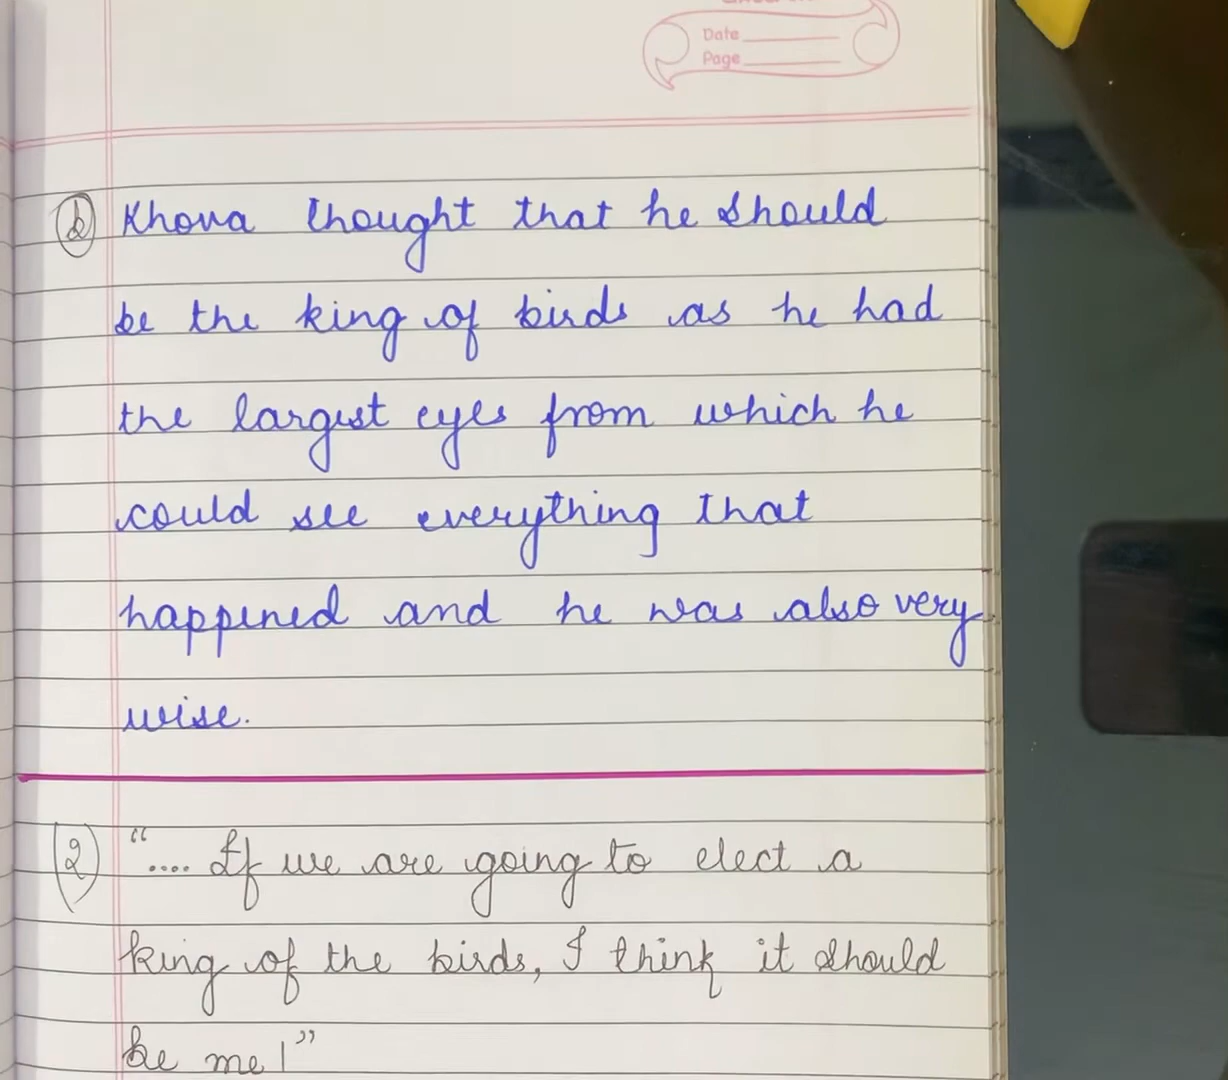 Date
Page
(b) Khova thought that he should
be the king of birds as he had
the largest eyes from which he
could see everything that
happened and he was also very
wise.
(2) ".... If we are going to elect a
king of the birds, I think it should
be me!"